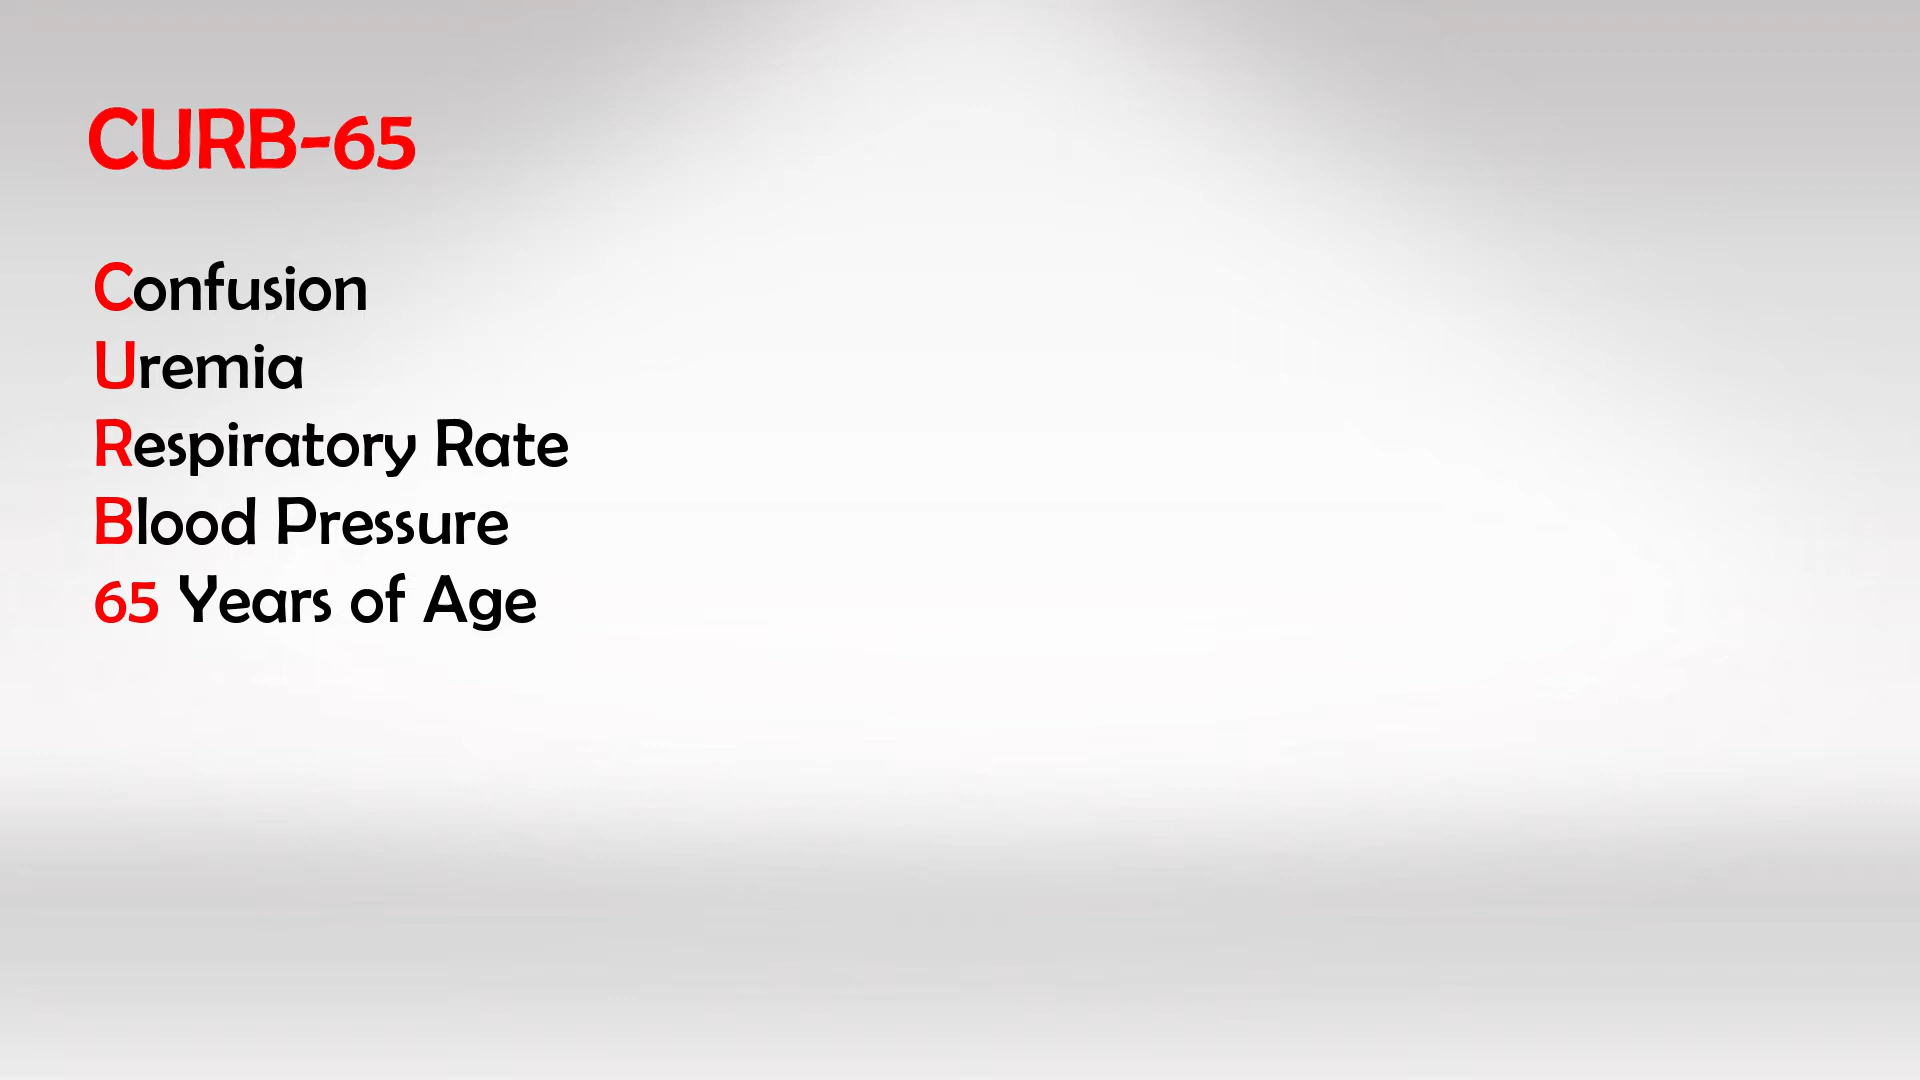 CURB-65
Confusion
Uremia
Respiratory Rate
Blood Pressure
65 Years of Age